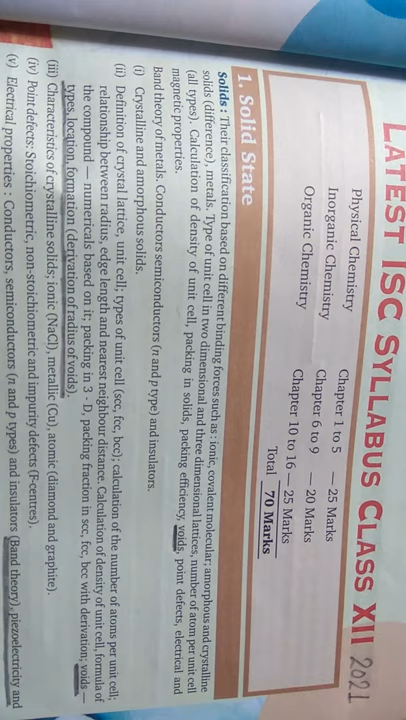 LATEST ISC SYLLABUS CLASS XII 2021
Physical Chemistry Chapter 1 to 5 — 25 Marks
Inorganic Chemistry Chapter 6 to 9 — 20 Marks
Organic Chemistry Chapter 10 to 16 — 25 Marks
Total 70 Marks
1. Solid State
Solids : Their classification based on different binding forces such as : ionic, covalent molecular; amorphous and crystalline
solids (difference), metals. Type of unit cell in two dimensional and three dimensional lattices, number of atom per unit cell
(all types). Calculation of density of unit cell, packing in solids, packing efficiency, voids, point defects, electrical and
magnetic properties.
Band theory of metals. Conductors semiconductors (n and p type) and insulators.
(i) Crystalline and amorphous solids.
(ii) Definition of crystal lattice, unit cell; types of unit cell (scc, fcc, bcc); calculation of the number of atoms per unit cell;
relationship between radius, edge length and nearest neighbour distance. Calculation of density of unit cell, formula of
the compound — numericals based on it; packing in 3 - D, packing fraction in scc, fcc, bcc with derivation; voids —
types, location, formation (derivation of radius of voids).
(iii) Characteristics of crystalline solids; ionic (NaCl), metallic (Cu), atomic (diamond and graphite).
(iv) Point defects: Stoichiometric, non-stoichiometric and impurity defects (F-centres).
(v) Electrical properties : Conductors, semiconductors (n and p types) and insulators (Band theory), piezoelectricity and